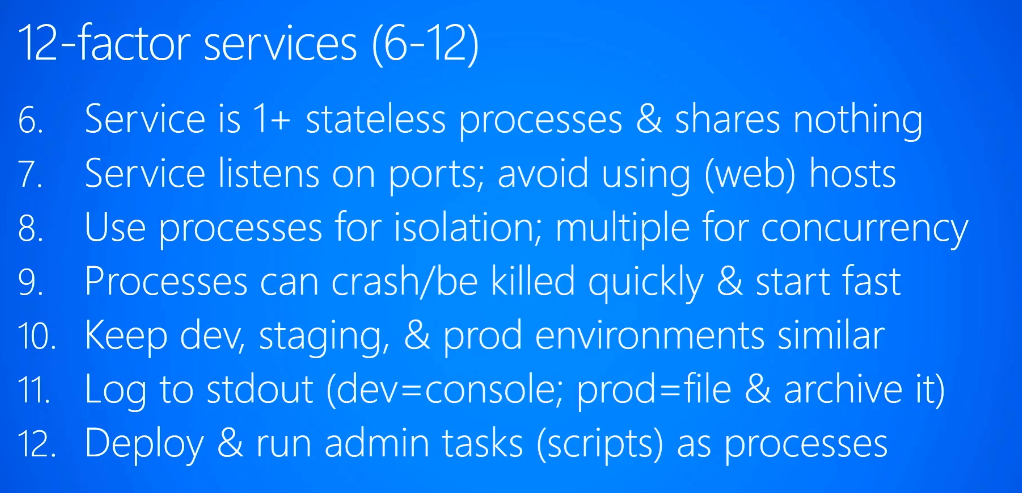 12-factor services (6-12)
6. Service is 1+ stateless processes & shares nothing
7. Service listens on ports; avoid using (web) hosts
8. Use processes for isolation; multiple for concurrency
9. Processes can crash/be killed quickly & start fast
10. Keep dev, staging, & prod environments similar
11. Log to stdout (dev=console; prod=file & archive it)
12. Deploy & run admin tasks (scripts) as processes